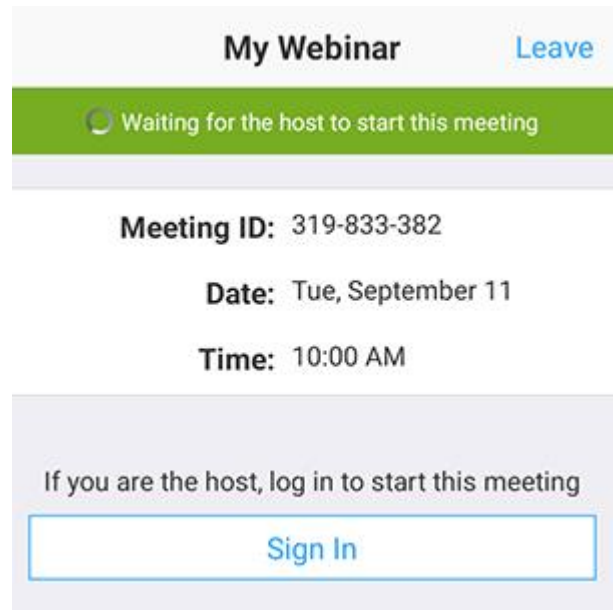 My Webinar Leave
Waiting for the host to start this meeting
Meeting ID: 319-833-382
Date: Tue, September 11
Time: 10:00 AM
If you are the host, log in to start this meeting
Sign In